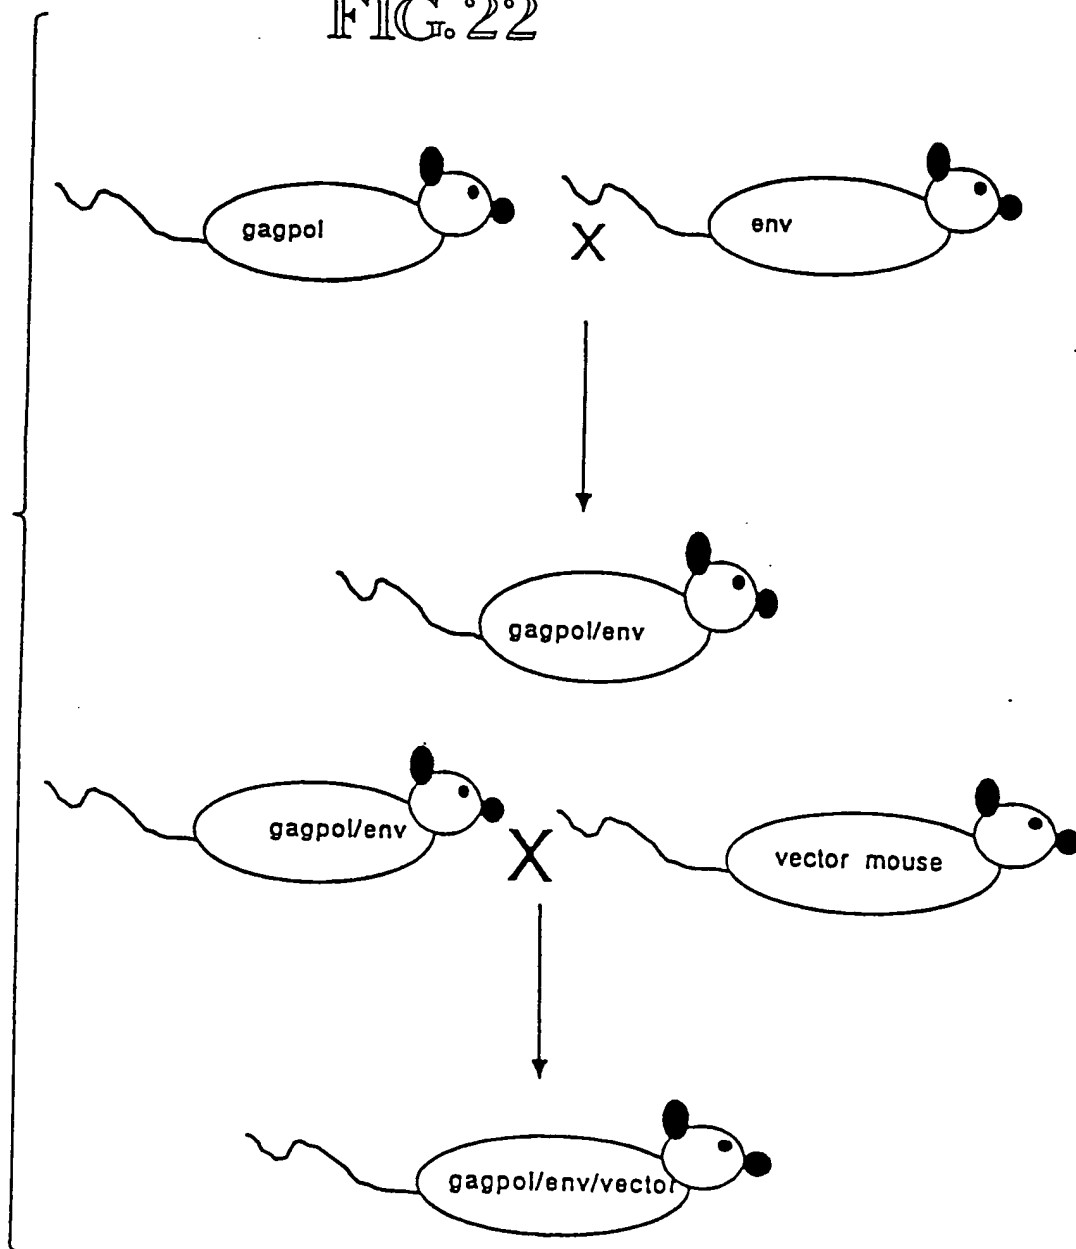 FIG. 22
gagpol
X
env
gagpol/env
gagpol/env
X
vector mouse
gagpol/env/vector